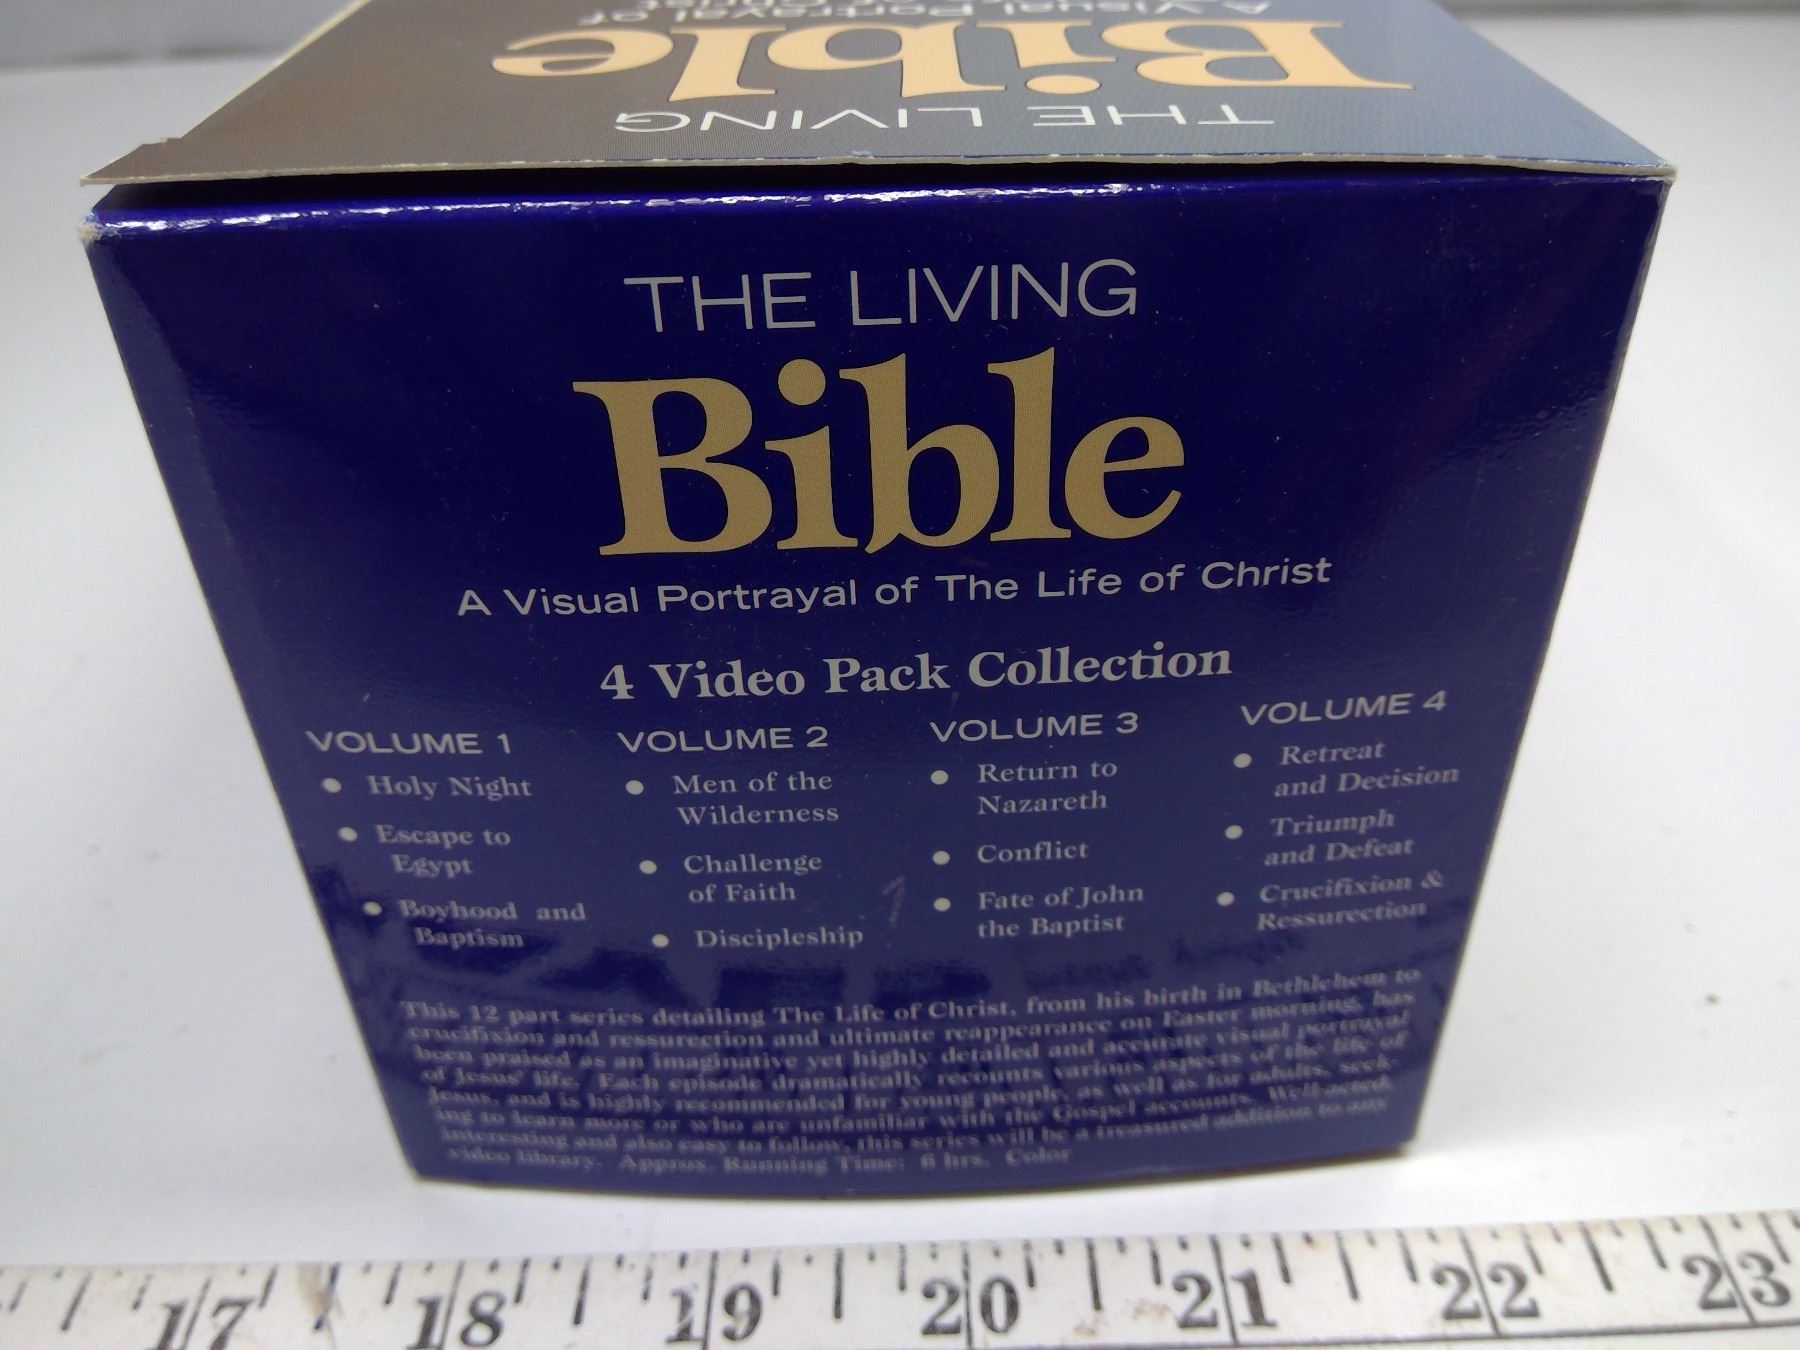 A Visual Portrayal of
Bible
THE LIVING
THE LIVING
Bible
A Visual Portrayal of The Life of Christ
4 Video Pack Collection
VOLUME 1
• Holy Night
• Escape to
Egypt
• Boyhood and
Baptism
VOLUME 2
• Men of the
Wilderness
• Challenge
of Faith
• Discipleship
VOLUME 3
• Return to
Nazareth
• Conflict
• Fate of John
the Baptist
VOLUME 4
• Retreat
and Decision
• Triumph
and Defeat
• Crucifixion &
Ressurection
This 12 part series detailing The Life of Christ, from his birth in Bethlehem to
crucifixion and ressurection and ultimate reappearance on Easter morning, has
been praised as an imaginative yet highly detailed and accurate visual portrayal
of Jesus' life. Each episode dramatically recounts various aspects of the life of
Jesus, and is highly recommended for young people, as well as for adults, seek-
ing to learn more or who are unfamiliar with the Gospel accounts. Well-acted,
interesting and also easy to follow, this series will be a treasured addition to any
video library. Approx. Running Time: 6 hrs. Color
17 18 19 20 21 22 23